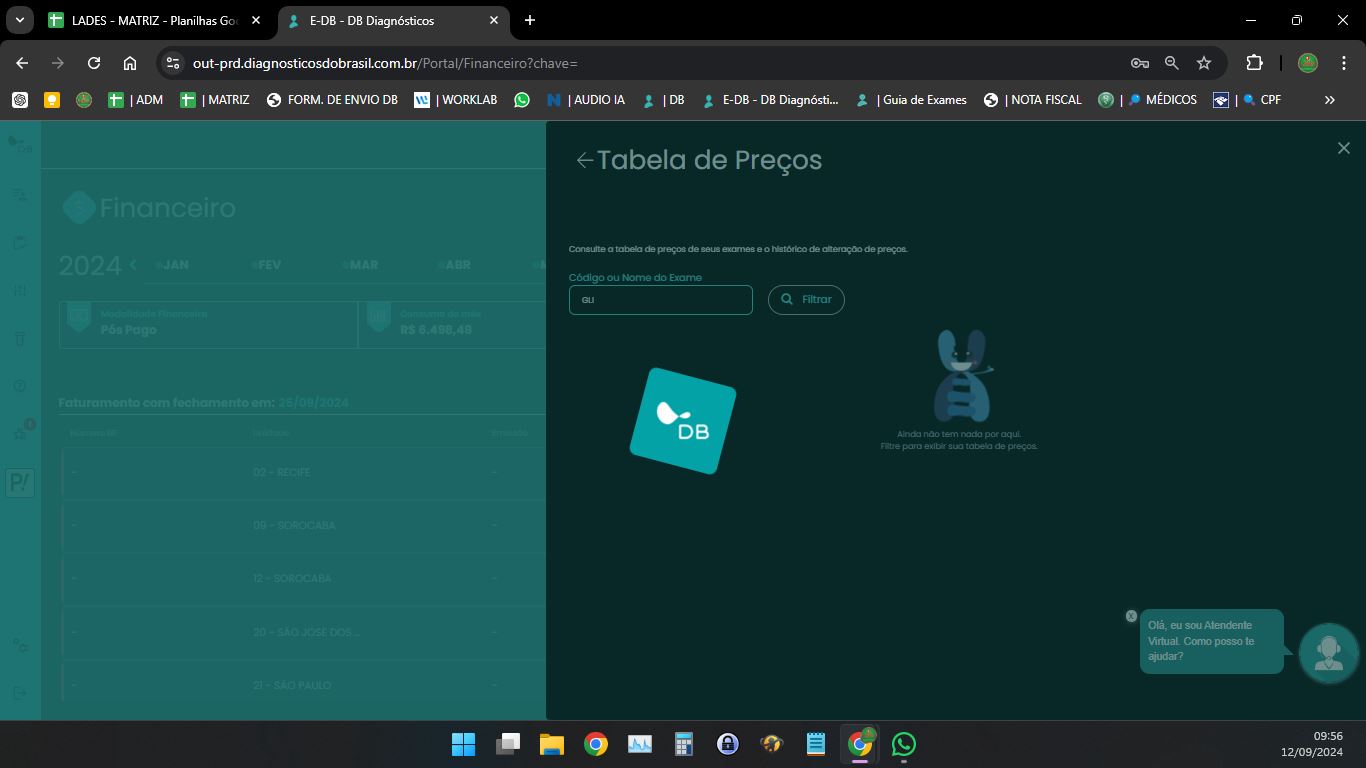 LADES - MATRIZ - Planilhas Goo
E-DB - DB Diagnósticos
out-prd.diagnosticosdobrasil.com.br/Portal/Financeiro?chave=
| ADM
| MATRIZ
FORM. DE ENVIO DB
| WORKLAB
| AUDIO IA
| DB
E-DB - DB Diagnósti...
| Guia de Exames
| NOTA FISCAL
|
MÉDICOS
|
CPF
DB
Tabela de Preços
Financeiro
Consulte a tabela de preços de seus exames e o histórico de alteração de preços.
2024
JAN
FEV
MAR
ABR
Código ou Nome do Exame
GLI
Filtrar
Modalidade Financeira
Pós Pago
Consumo do mês
R$ 6.498,49
DB
Ainda não tem nada por aqui.
Filtre para exibir sua tabela de preços.
Faturamento com fechamento em: 25/09/2024
Unidade
Emissão
-
02 - RECIFE
-
P!
-
09 - SOROCABA
-
-
12 - SOROCABA
-
-
20 - SÃO JOSE DOS ...
-
-
21 - SÃO PAULO
-
X
Olá, eu sou Atendente
Virtual. Como posso te
ajudar?
09:56
12/09/2024